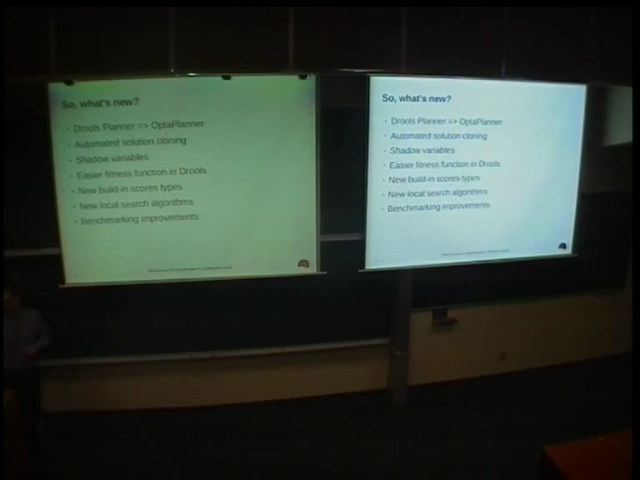 So, what's new?
- Drools Planner => OptaPlanner
- Automated solution cloning
- Shadow variables
- Easier fitness function in Drools
- New build-in scores types
- New local search algorithms
- Benchmarking improvements
So, what's new?
- Drools Planner => OptaPlanner
- Automated solution cloning
- Shadow variables
- Easier fitness function in Drools
- New build-in scores types
- New local search algorithms
- Benchmarking improvements